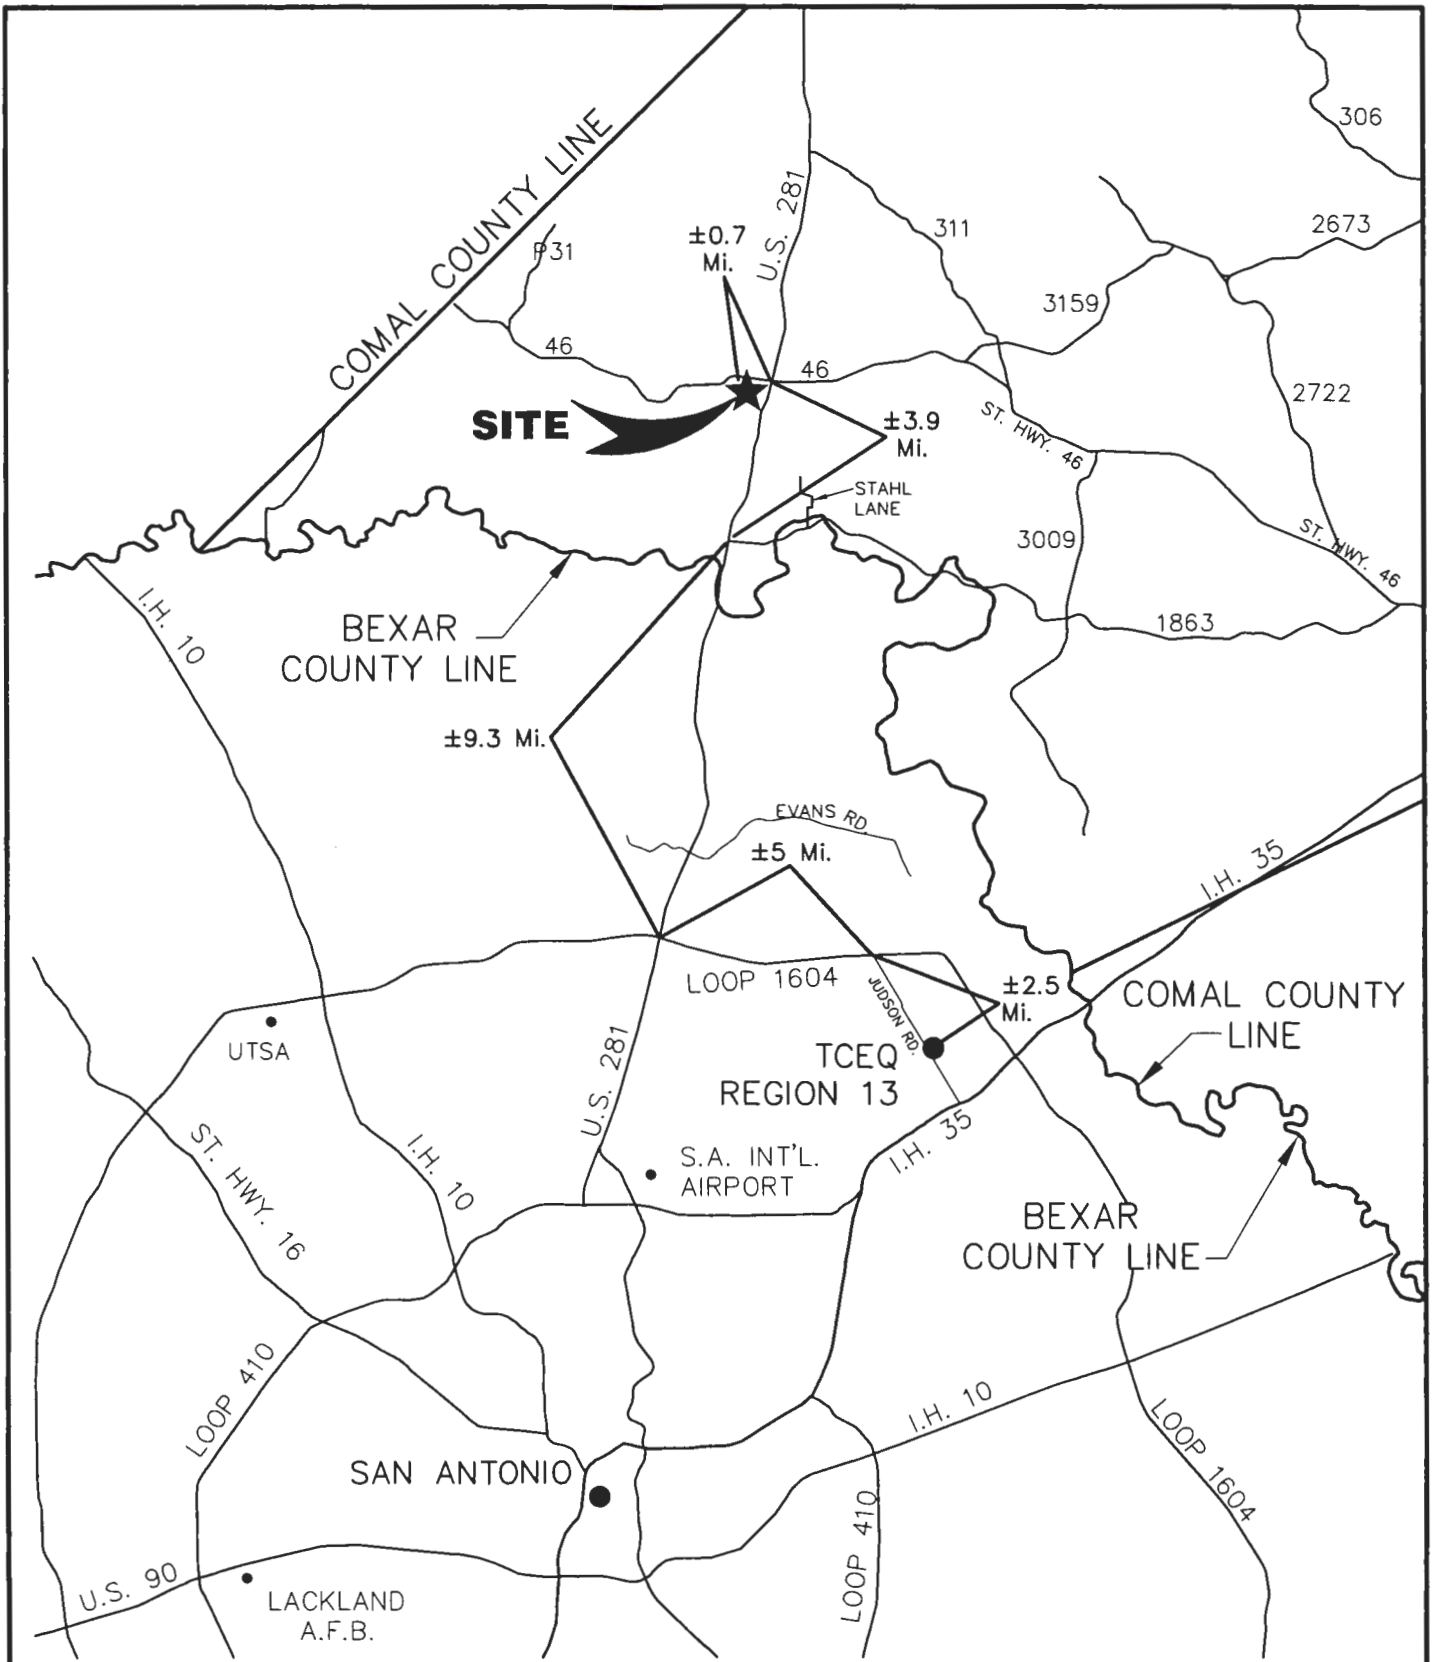 306
COMAL COUNTY LINE
U.S. 281
311
2673
P31
±0.7
Mi.
3159
46
46
2722
SITE
±3.9
Mi.
ST. HWY. 46
STAHL
LANE
3009
ST. HWY. 46
I.H. 10
BEXAR
COUNTY LINE
1863
±9.3 Mi.
EVANS RD.
±5 Mi.
I.H. 35
LOOP 1604
JUDSON RD.
±2.5
Mi.
COMAL COUNTY
LINE
UTSA
TCEQ
REGION 13
U.S. 281
I.H. 35
ST. HWY. 16
I.H. 10
S.A. INT'L.
AIRPORT
BEXAR
COUNTY LINE
LOOP 410
I.H. 10
LOOP 1604
SAN ANTONIO
LOOP 410
U.S. 90
LACKLAND
A.F.B.